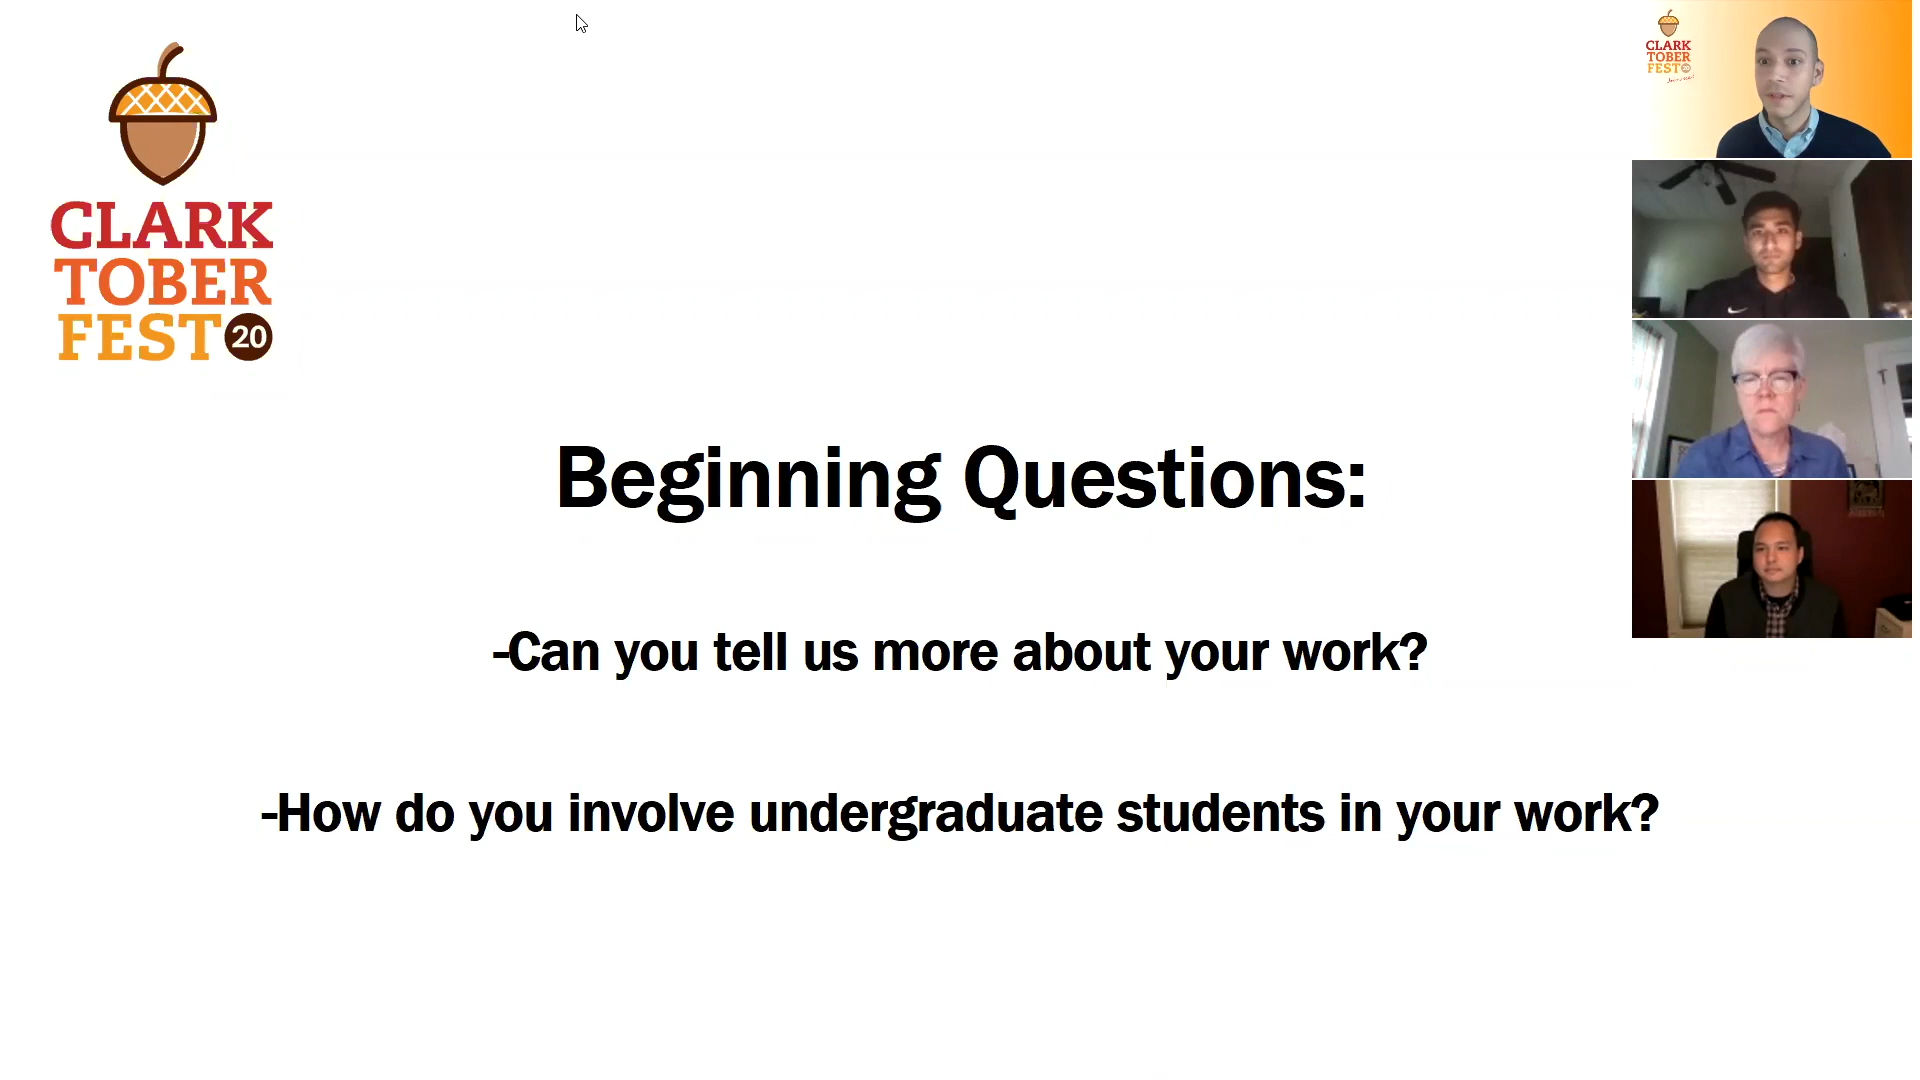 CLARK
TOBER
FEST 20
CLARK
TOBER
FEST
Beginning Questions:
-Can you tell us more about your work?
-How do you involve undergraduate students in your work?